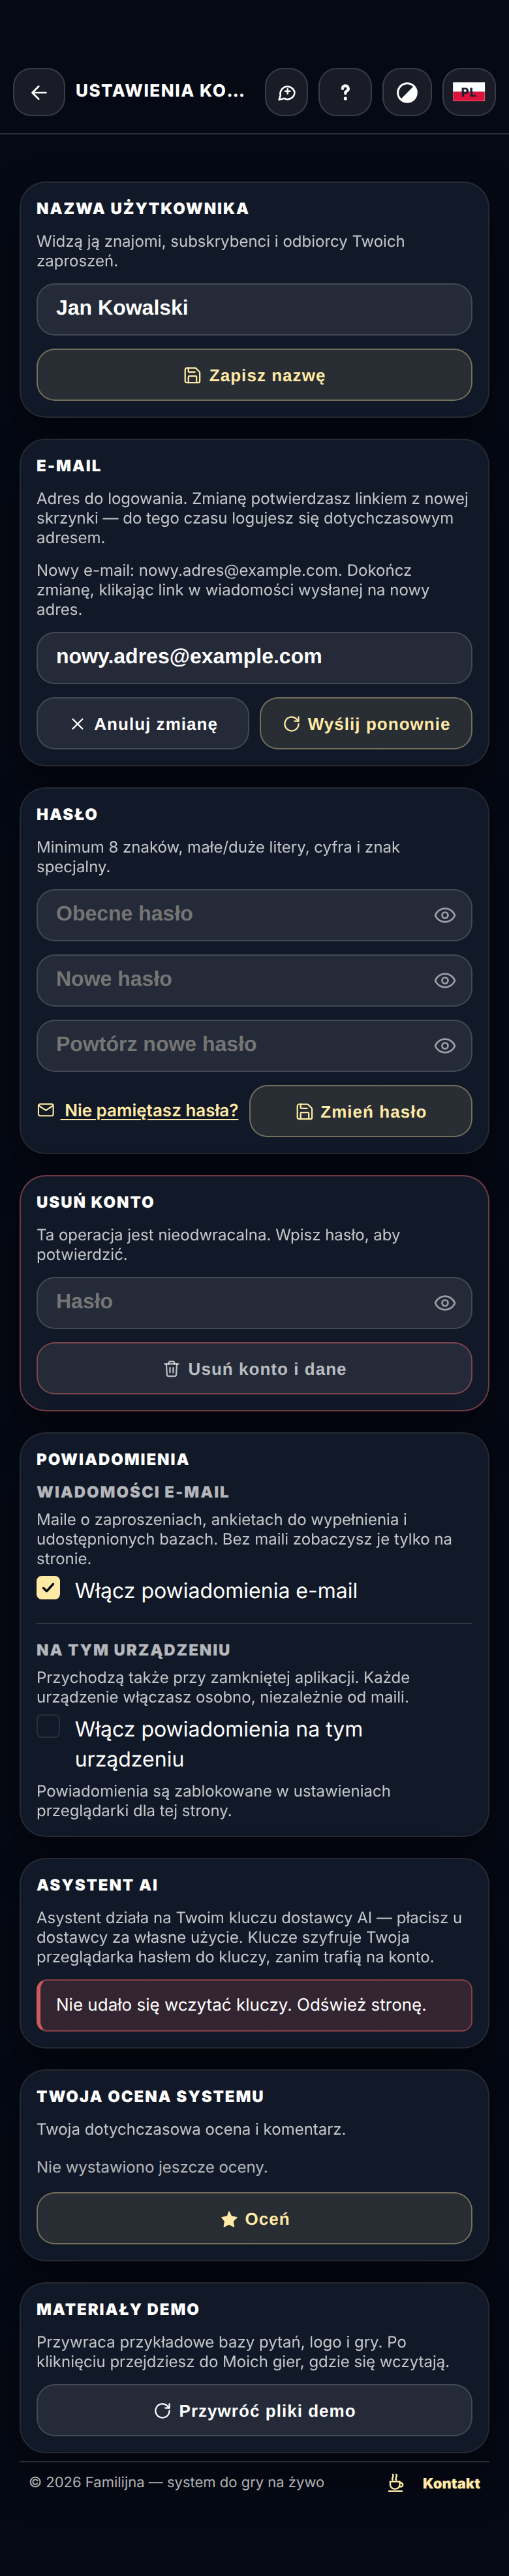 USTAWIENIA KO...
?
PL
NAZWA UŻYTKOWNIKA
Widzą ją znajomi, subskrybenci i odbiorcy Twoich
zaproszeń.
Jan Kowalski
Zapisz nazwę
E-MAIL
Adres do logowania. Zmianę potwierdzasz linkiem z nowej
skrzynki — do tego czasu logujesz się dotychczasowym
adresem.
Nowy e-mail: nowy.adres@example.com. Dokończ
zmianę, klikając link w wiadomości wysłanej na nowy
adres.
nowy.adres@example.com
Anuluj zmianę
Wyślij ponownie
HASŁO
Minimum 8 znaków, małe/duże litery, cyfra i znak
specjalny.
Obecne hasło
Nowe hasło
Powtórz nowe hasło
Nie pamiętasz hasła?
Zmień hasło
USUŃ KONTO
Ta operacja jest nieodwracalna. Wpisz hasło, aby
potwierdzić.
Hasło
Usuń konto i dane
POWIADOMIENIA
WIADOMOŚCI E-MAIL
Maile o zaproszeniach, ankietach do wypełnienia i
udostępnionych bazach. Bez maili zobaczysz je tylko na
stronie.
Włącz powiadomienia e-mail
NA TYM URZĄDZENIU
Przychodzą także przy zamkniętej aplikacji. Każde
urządzenie włączasz osobno, niezależnie od maili.
Włącz powiadomienia na tym
urządzeniu
Powiadomienia są zablokowane w ustawieniach
przeglądarki dla tej strony.
ASYSTENT AI
Asystent działa na Twoim kluczu dostawcy AI — płacisz u
dostawcy za własne użycie. Klucze szyfruje Twoja
przeglądarka hasłem do kluczy, zanim trafią na konto.
Nie udało się wczytać kluczy. Odśwież stronę.
TWOJA OCENA SYSTEMU
Twoja dotychczasowa ocena i komentarz.
Nie wystawiono jeszcze oceny.
Oceń
MATERIAŁY DEMO
Przywraca przykładowe bazy pytań, logo i gry. Po
kliknięciu przejdziesz do Moich gier, gdzie się wczytają.
Przywróć pliki demo
© 2026 Familijna — system do gry na żywo
Kontakt